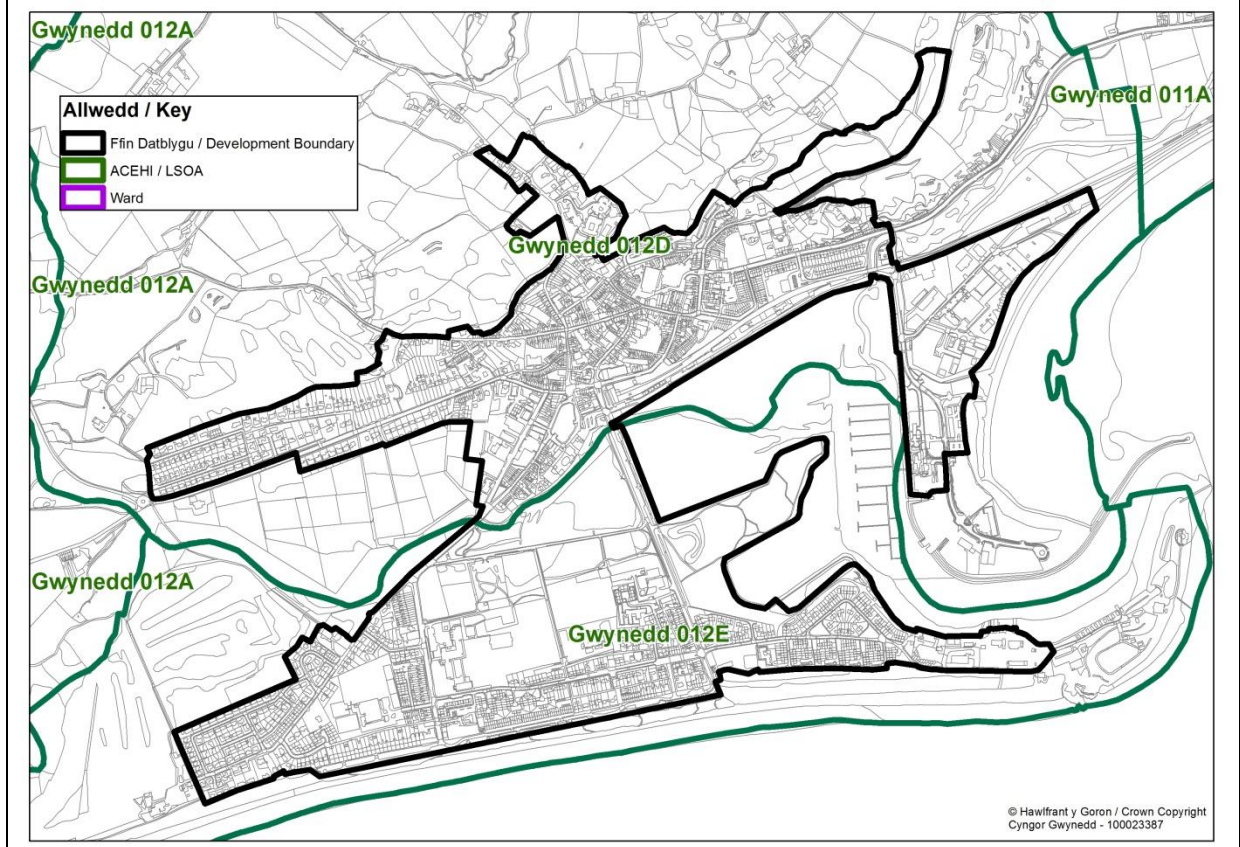 Gwynedd 012A
Allwedd / Key
Ffin Datblygu / Development Boundary
ACEHI / LSOA
Ward
Gwynedd 011A
Gwynedd 012D
Gwynedd 012A
Gwynedd 012A
Gwynedd 012E
© Hawlfraint y Goron / Crown Copyright
Cyngor Gwynedd - 100023387